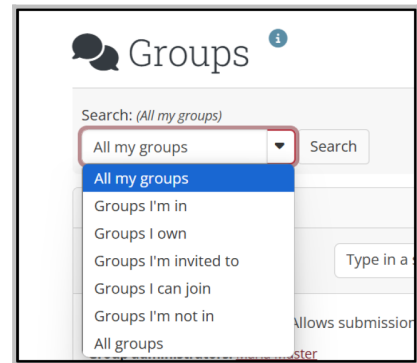 Groups
Search: (All my groups)
All my groups
Search
All my groups
Groups I'm in
Groups I own
Groups I'm invited to
Type in a
Groups I can join
Groups I'm not in
Allows submission
All groups